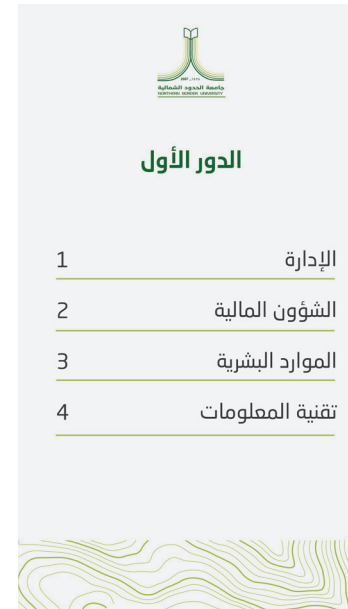 جامعة الحدود الشمالية
NORTHERN BORDER UNIVERSITY
الدور الأول
الإدارة 1
الشؤون المالية 2
الموارد البشرية 3
تقنية المعلومات 4